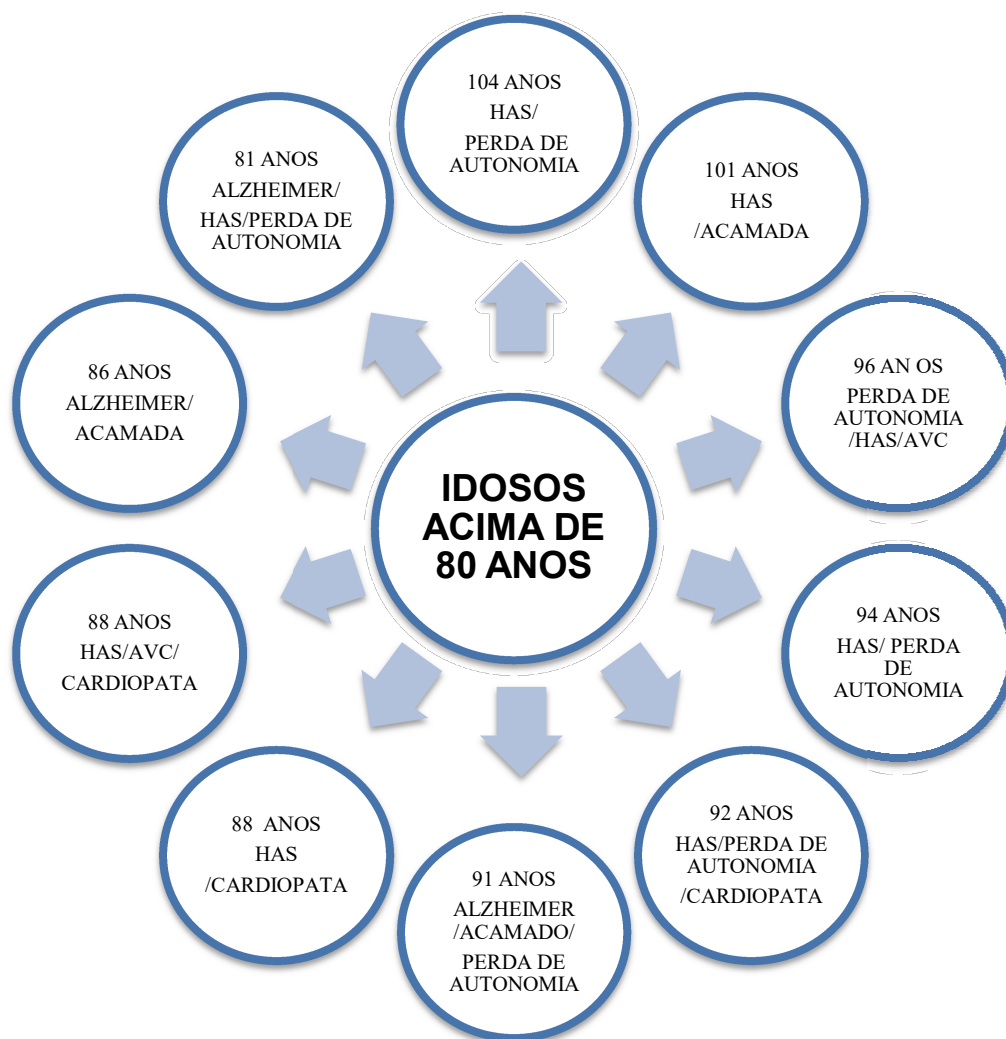 104 ANOS
HAS/
PERDA DE
AUTONOMIA
101 ANOS
HAS
/ACAMADA
96 AN OS
PERDA DE
AUTONOMIA
/HAS/AVC
94 ANOS
HAS/ PERDA
DE
AUTONOMIA
92 ANOS
HAS/PERDA DE
AUTONOMIA
/CARDIOPATA
91 ANOS
ALZHEIMER
/ACAMADO/
PERDA DE
AUTONOMIA
88 ANOS
HAS
/CARDIOPATA
88 ANOS
HAS/AVC/
CARDIOPATA
86 ANOS
ALZHEIMER/
ACAMADA
81 ANOS
ALZHEIMER/
HAS/PERDA DE
AUTONOMIA
IDOSOS
ACIMA DE
80 ANOS